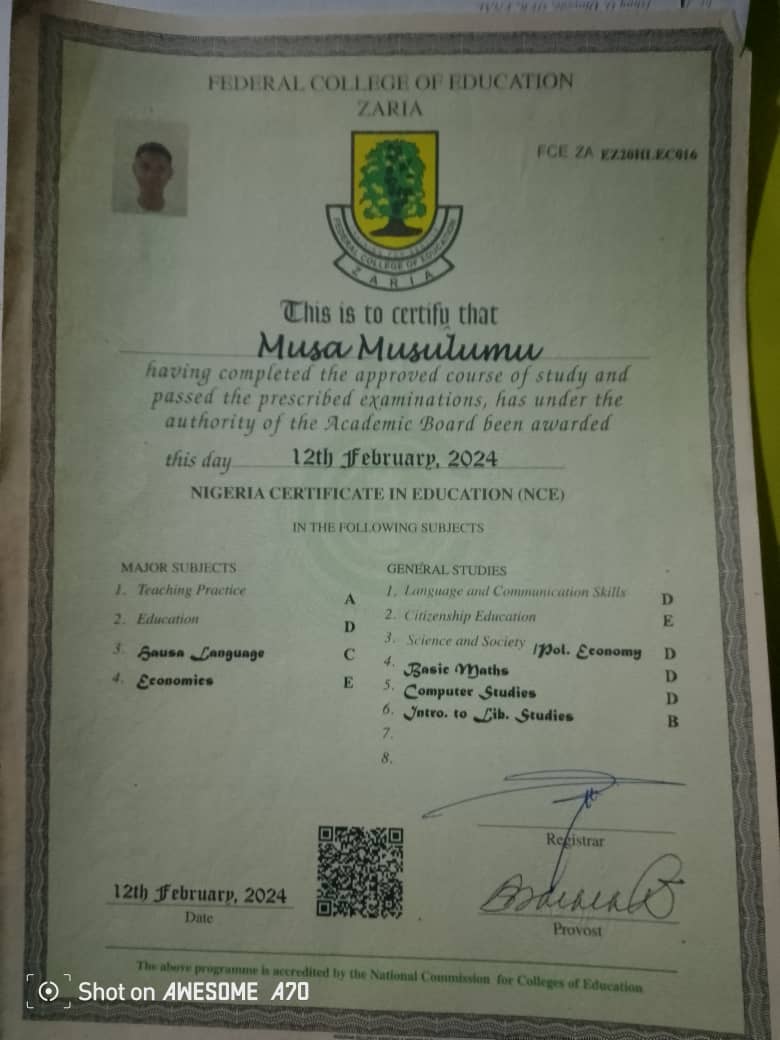 FEDERAL COLLEGE OF EDUCATION
ZARIA
FCE ZA EZ20HLEC016
FEDERAL COLLEGE OF EDUCATION
ZARIA
This is to certify that
Musa Musulumu
having completed the approved course of study and
passed the prescribed examinations, has under the
authority of the Academic Board been awarded
this day 12th February, 2024
NIGERIA CERTIFICATE IN EDUCATION (NCE)
IN THE FOLLOWING SUBJECTS
MAJOR SUBJECTS
1. Teaching Practice A
2. Education D
3. Hausa Language C
4. Economics E
GENERAL STUDIES
1. Language and Communication Skills D
2. Citizenship Education E
3. Science and Society /Pol. Economy D
4. Basic Maths D
5. Computer Studies D
6. Intro. to Lib. Studies B
7.
8.
Registrar
12th February, 2024
Date
Provost
The above programme is accredited by the National Commission for Colleges of Education
Shot on AWESOME A70